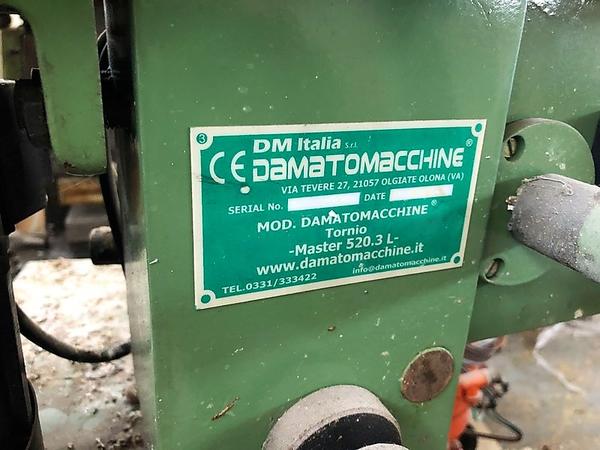 3
DM Italia s.r.l.
CE DAMATOMACCHINE ®
VIA TEVERE 27, 21057 OLGIATE OLONA (VA)
SERIAL No. DATE
MOD. DAMATOMACCHINE ®
Tornio
-Master 520.3 L-
www.damatomacchine.it
TEL.0331/333422 info@damatomacchine.it